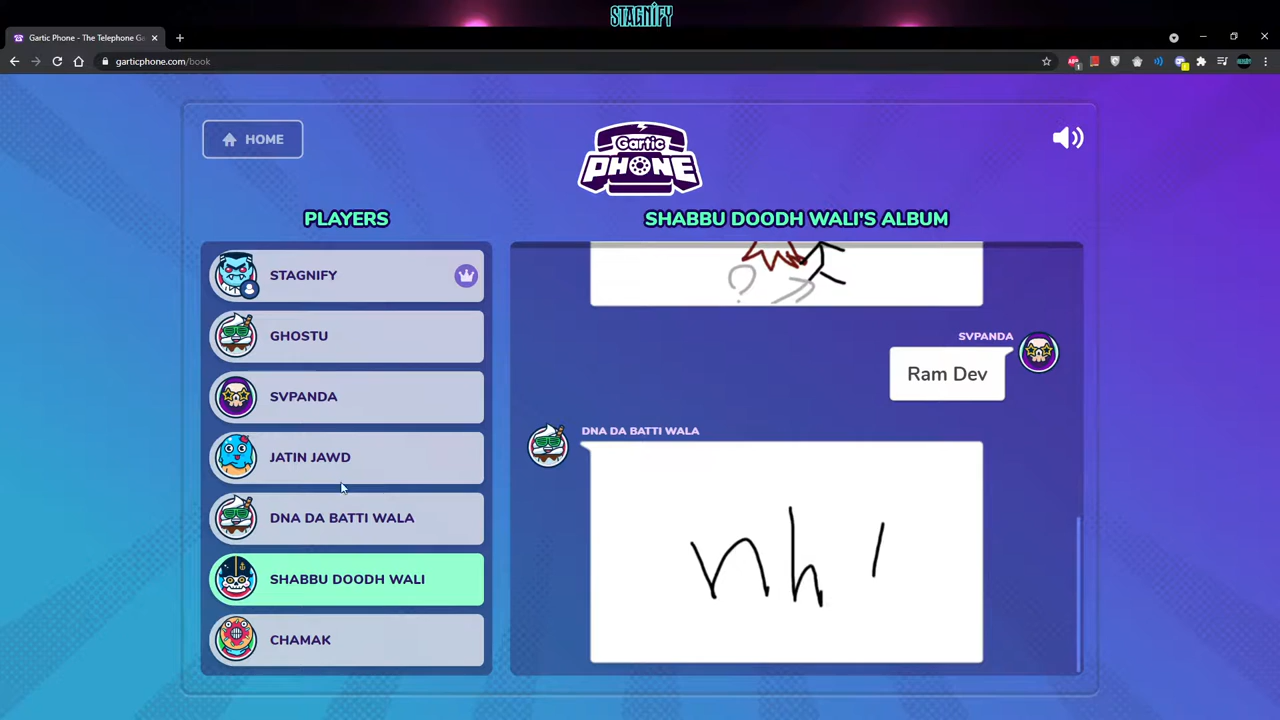 STAGNIFY
Gartic Phone - The Telephone Ga
garticphone.com/book
HOME
Gartic
PHONE
PLAYERS
SHABBU DOODH WALI'S ALBUM
STAGNIFY
GHOSTU
SVPANDA
JATIN JAWD
DNA DA BATTI WALA
SHABBU DOODH WALI
CHAMAK
?
SVPANDA
Ram Dev
DNA DA BATTI WALA
nh